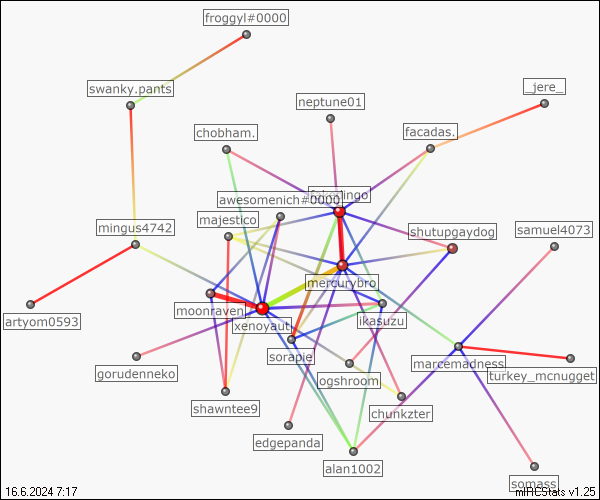 froggyl#0000
swanky.pants
_jere_
neptune01
chobham.
facadas.
awesomenich#0000
majestico
mingus4742
shutupgaydog
samuel4073
mercurybro
moonraven
artyom0593
xenoyaut
ikasuzu
sorapie
marcemadness
gorudenneko
ogshroom
turkey_mcnugget
shawntee9
chunkzter
edgepanda
alan1002
somass
16.6.2024 7:17
mIRCStats v1.25